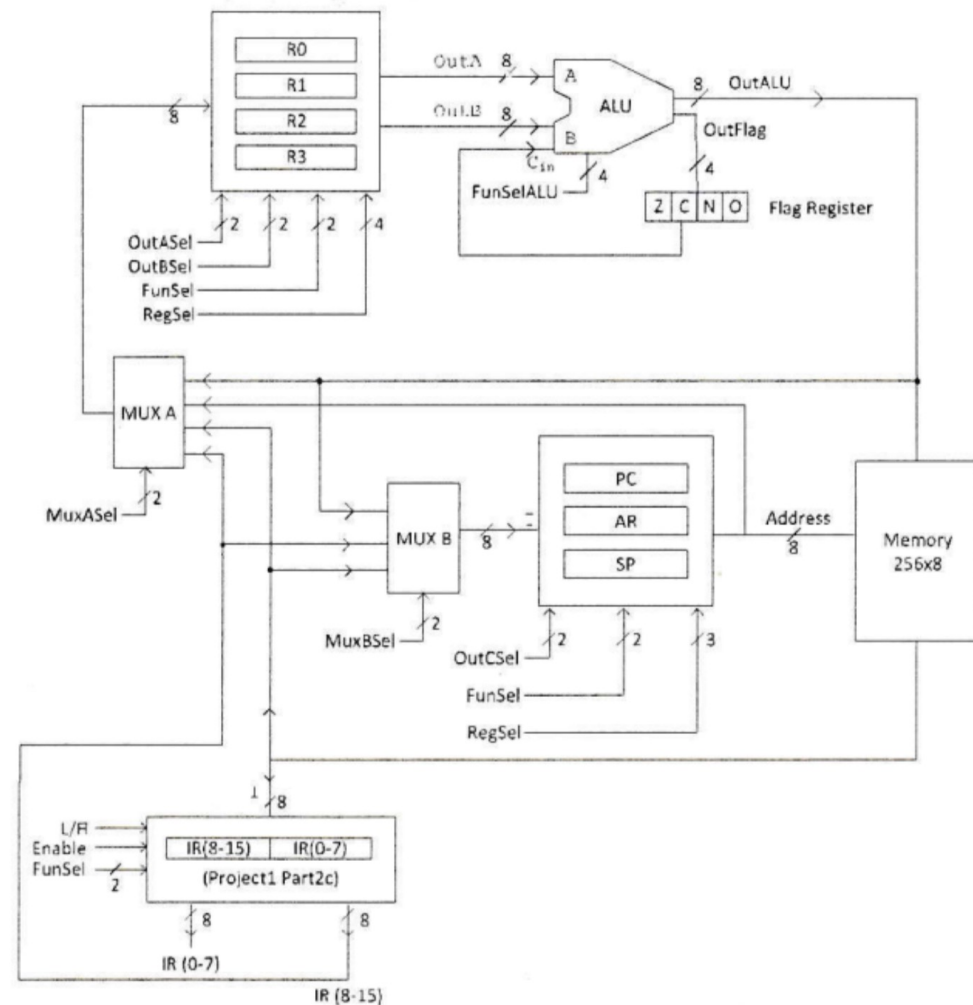 R0
R1
R2
R3
8
OutA
8
OutB
8
A
B
ALU
Cin
FunSelALU
4
8
OutALU
OutFlag
4
Z C N O
Flag Register
2
2
2
4
OutASel
OutBSel
FunSel
RegSel
MUX A
2
MuxASel
MUX B
8
2
MuxBSel
PC
AR
SP
Address
8
Memory
256x8
2
2
3
OutCSel
FunSel
RegSel
I
8
L/H
Enable
FunSel
2
IR(8-15)
IR(0-7)
(Project1 Part2c)
8
8
IR (0-7)
IR (8-15)